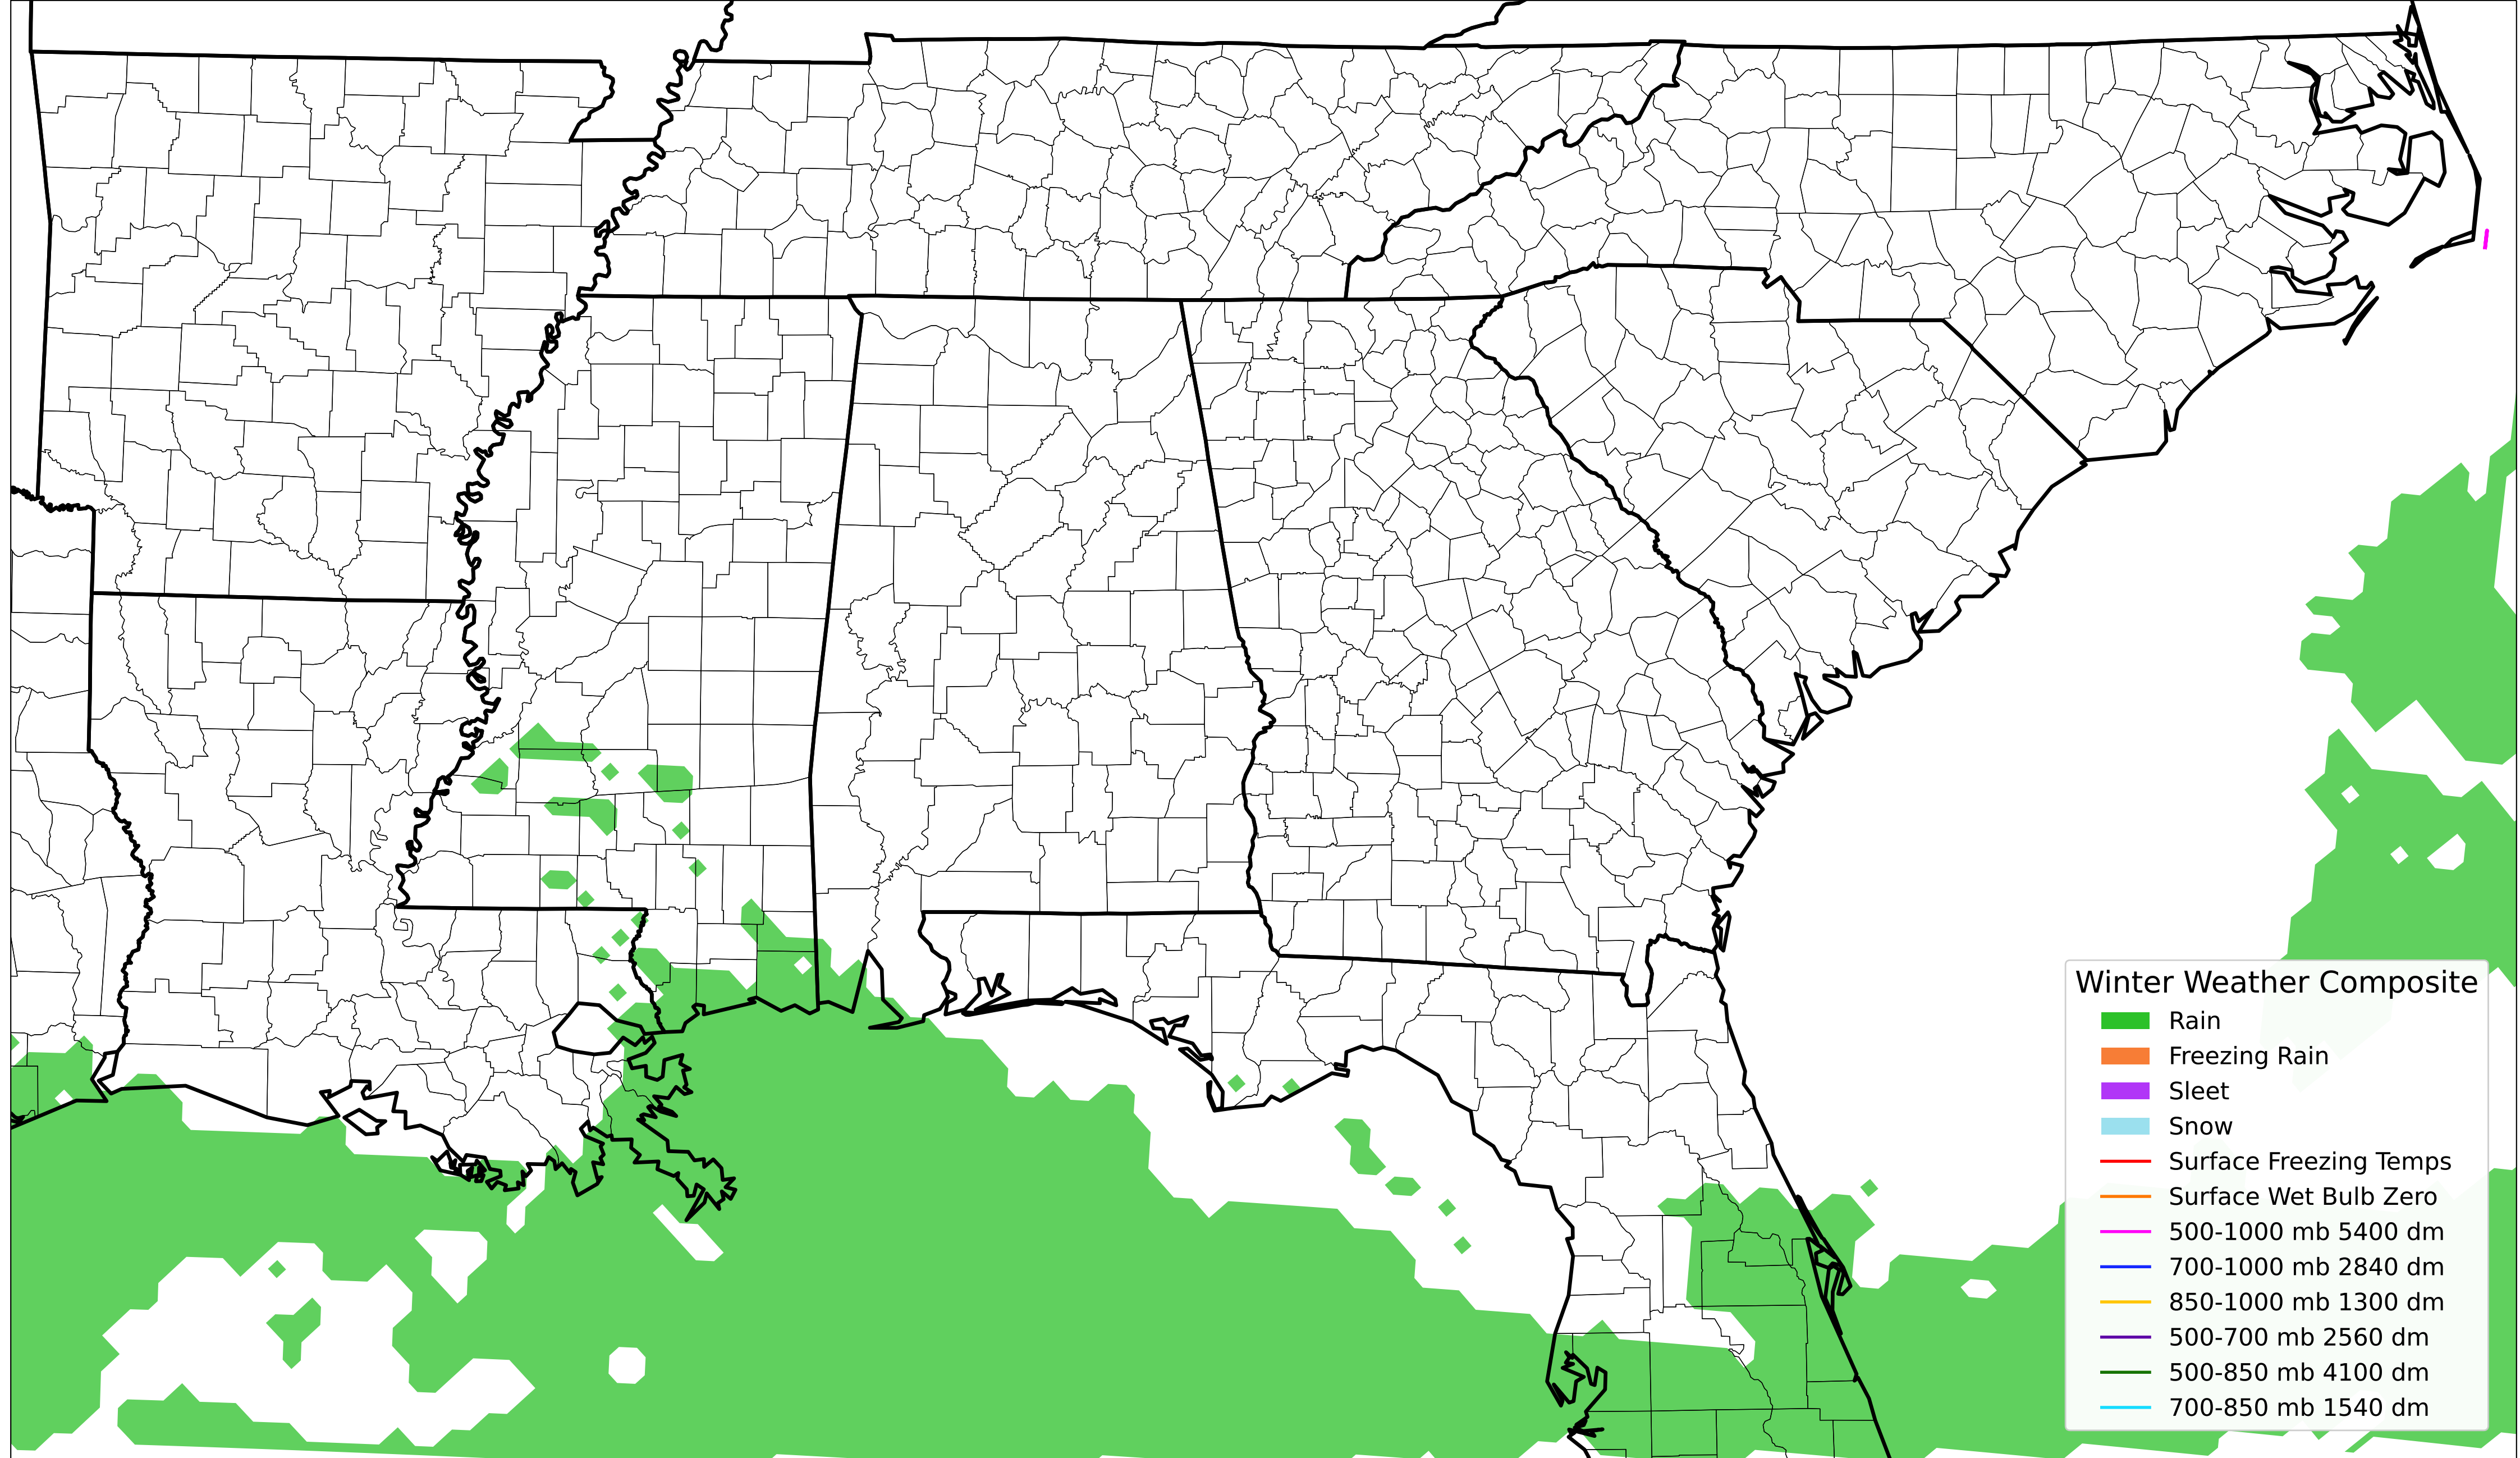 Winter Weather Composite
Rain
Freezing Rain
Sleet
Snow
Surface Freezing Temps
Surface Wet Bulb Zero
500-1000 mb 5400 dm
700-1000 mb 2840 dm
850-1000 mb 1300 dm
500-700 mb 2560 dm
500-850 mb 4100 dm
700-850 mb 1540 dm